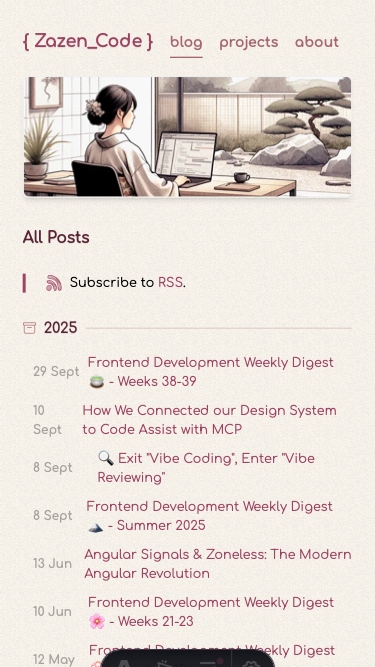 { Zazen_Code } blog projects about
All Posts
Subscribe to RSS.
2025
29 Sept Frontend Development Weekly Digest
🍵 - Weeks 38-39
10 How We Connected our Design System
Sept to Code Assist with MCP
8 Sept 🔍 Exit "Vibe Coding", Enter "Vibe
Reviewing"
8 Sept Frontend Development Weekly Digest
🗻 - Summer 2025
13 Jun Angular Signals & Zoneless: The Modern
Angular Revolution
10 Jun Frontend Development Weekly Digest
🌸 - Weeks 21-23
12 May Frontend Development Weekly Digest